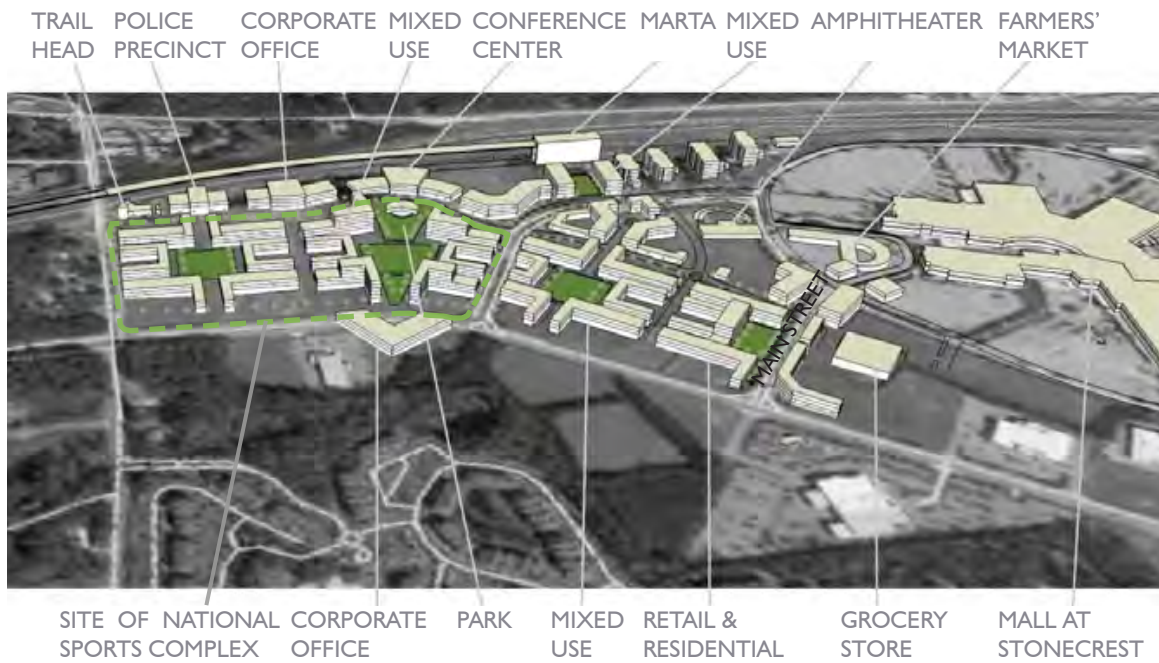 TRAIL HEAD
POLICE PRECINCT
CORPORATE OFFICE
MIXED USE
CONFERENCE CENTER
MARTA
MIXED USE
AMPHITHEATER
FARMERS’ MARKET
MAIN STREET
SITE OF NATIONAL SPORTS COMPLEX
CORPORATE OFFICE
PARK
MIXED USE
RETAIL & RESIDENTIAL
GROCERY STORE
MALL AT STONECREST